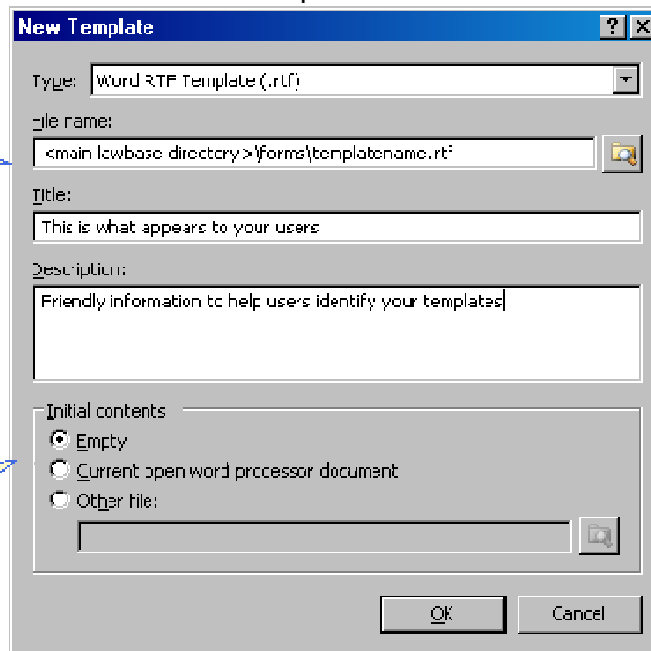 New Template
Type: Word RTF Template (.rtf)
File name:
<main lawbase directory>\forms\templatename.rtf
Title:
This is what appears to your users
Description:
Friendly information to help users identify your templates
Initial contents
Empty
Current open word processor document
Other file:
OK Cancel